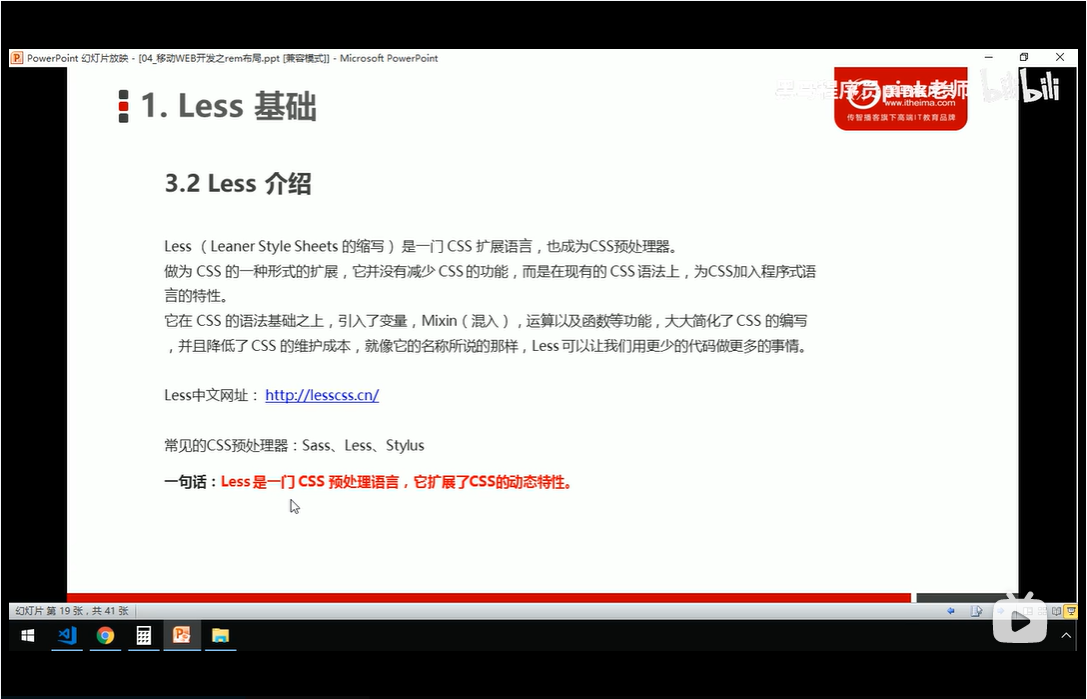 PowerPoint 幻灯片放映 - [04_移动WEB开发之rem布局.ppt [兼容模式]] - Microsoft PowerPoint
1. Less 基础
程序员pink老师
bilibili
www.itheima.com
传智播客旗下高端IT教育品牌
3.2 Less 介绍
Less （ Leaner Style Sheets 的缩写 ） 是一门 CSS 扩展语言，也成为CSS预处理器。
做为 CSS 的一种形式的扩展，它并没有减少 CSS 的功能，而是在现有的 CSS 语法上，为CSS加入程序式语
言的特性。
它在 CSS 的语法基础之上，引入了变量，Mixin（混入），运算以及函数等功能，大大简化了 CSS 的编写
，并且降低了 CSS 的维护成本，就像它的名称所说的那样，Less 可以让我们用更少的代码做更多的事情。
Less中文网址： http://lesscss.cn/
常见的CSS预处理器：Sass、Less、Stylus
一句话：Less 是一门 CSS 预处理语言，它扩展了CSS的动态特性。
幻灯片 第 19 张，共 41 张